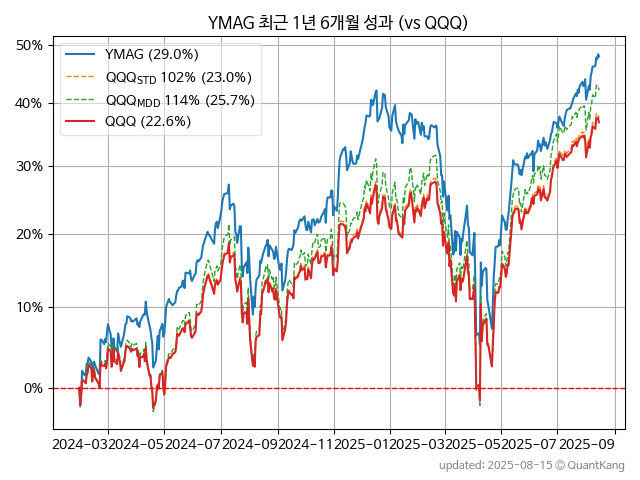 YMAG 최근 1년 6개월 성과 (vs QQQ)
YMAG (29.0%)
QQQSTD 102% (23.0%)
QQQMDD 114% (25.7%)
QQQ (22.6%)
50%
40%
30%
20%
10%
0%
2024-03 2024-05 2024-07 2024-09 2024-11 2025-01 2025-03 2025-05 2025-07 2025-09
updated: 2025-08-15 © QuantKang